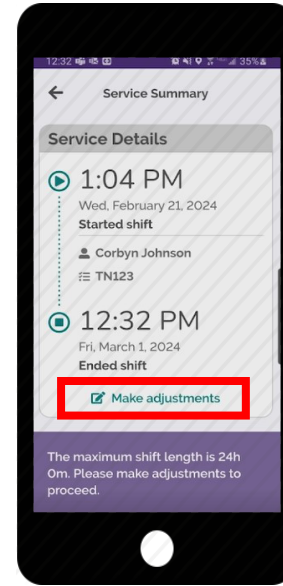 12:32 35%
Service Summary
Service Details
1:04 PM
Wed, February 21, 2024
Started shift
Corbyn Johnson
TN123
12:32 PM
Fri, March 1, 2024
Ended shift
Make adjustments
The maximum shift length is 24h
0m. Please make adjustments to
proceed.